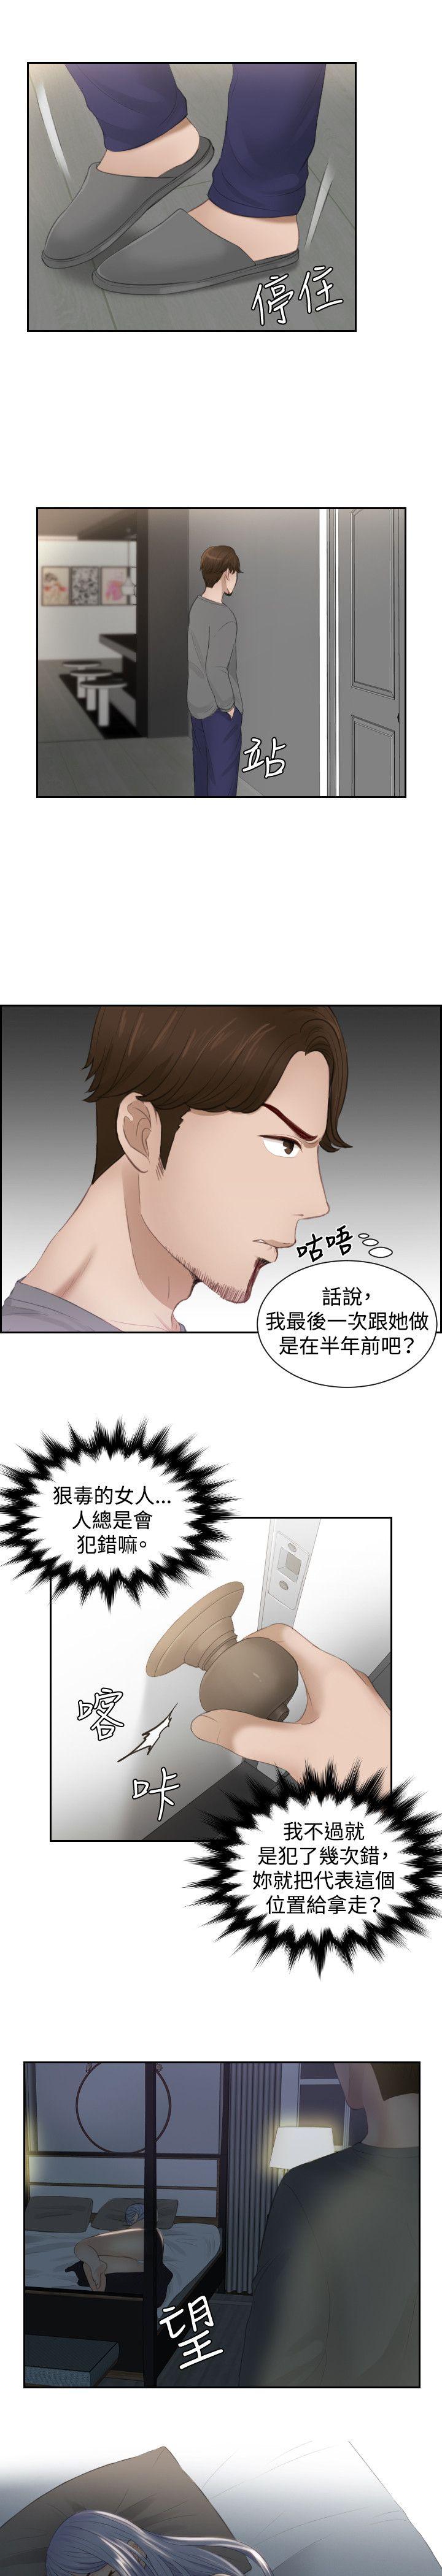 停住
站
咕唔
話說，
我最後一次跟她做
是在半年前吧？
狠毒的女人…
人總是會
犯錯嘛。
喀
咔
我不過就
是犯了幾次錯，
妳就把代表這個
位置給拿走？
望